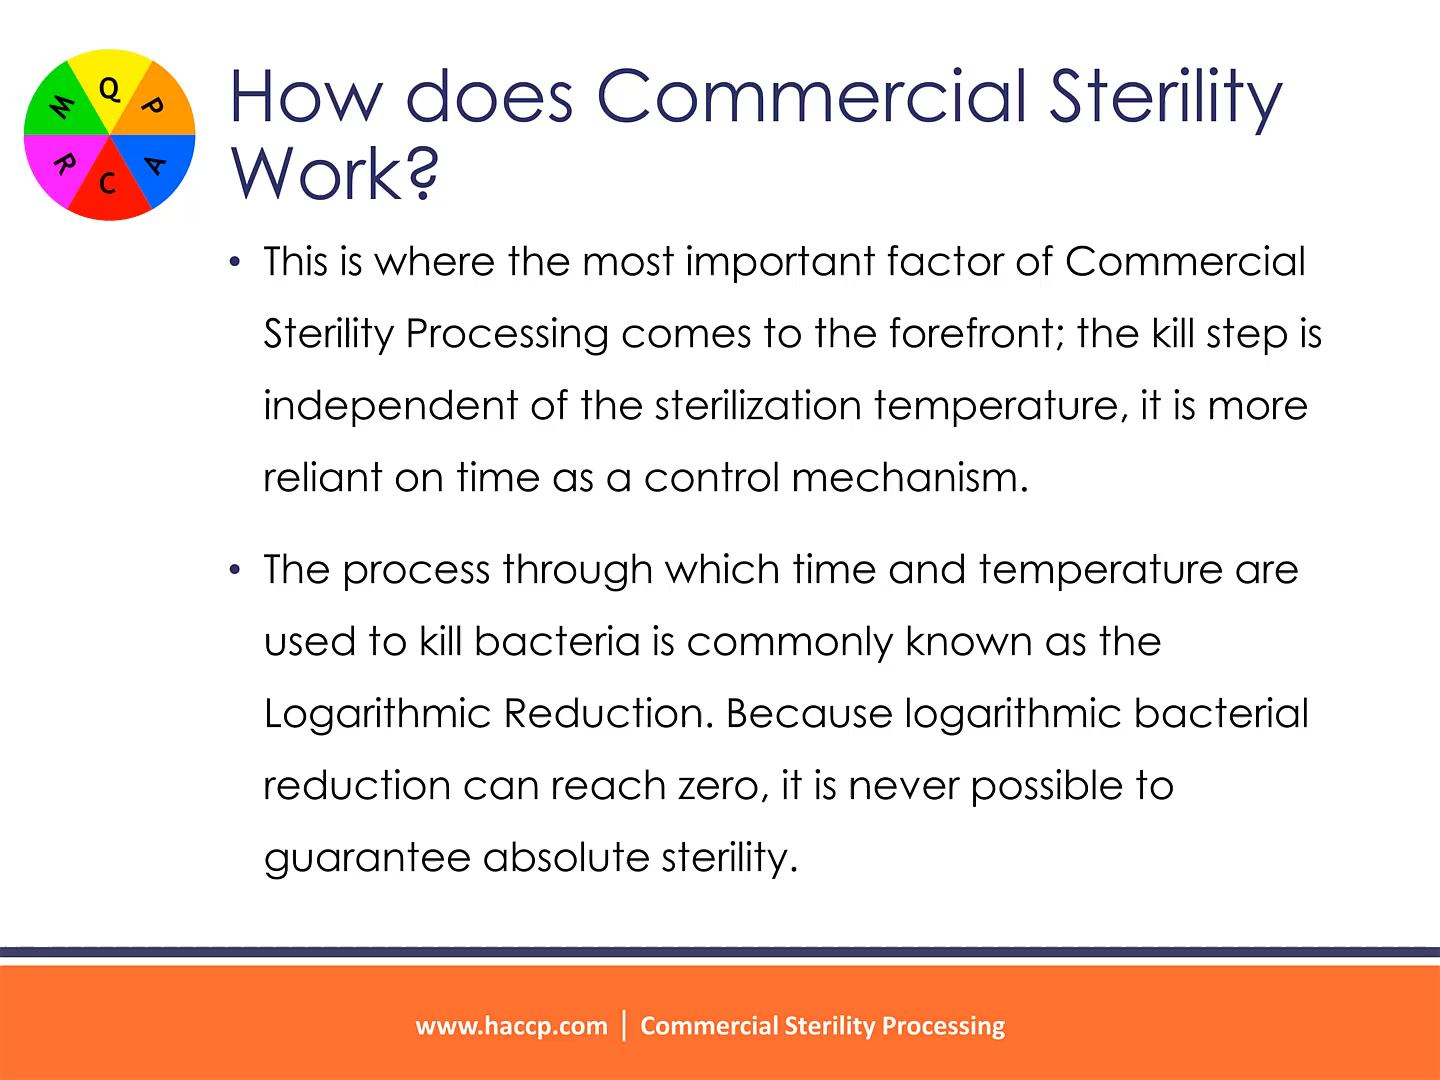 Q
P
A
C
R
M
How does Commercial Sterility
Work?
• This is where the most important factor of Commercial
Sterility Processing comes to the forefront; the kill step is
independent of the sterilization temperature, it is more
reliant on time as a control mechanism.
• The process through which time and temperature are
used to kill bacteria is commonly known as the
Logarithmic Reduction. Because logarithmic bacterial
reduction can reach zero, it is never possible to
guarantee absolute sterility.
www.haccp.com | Commercial Sterility Processing